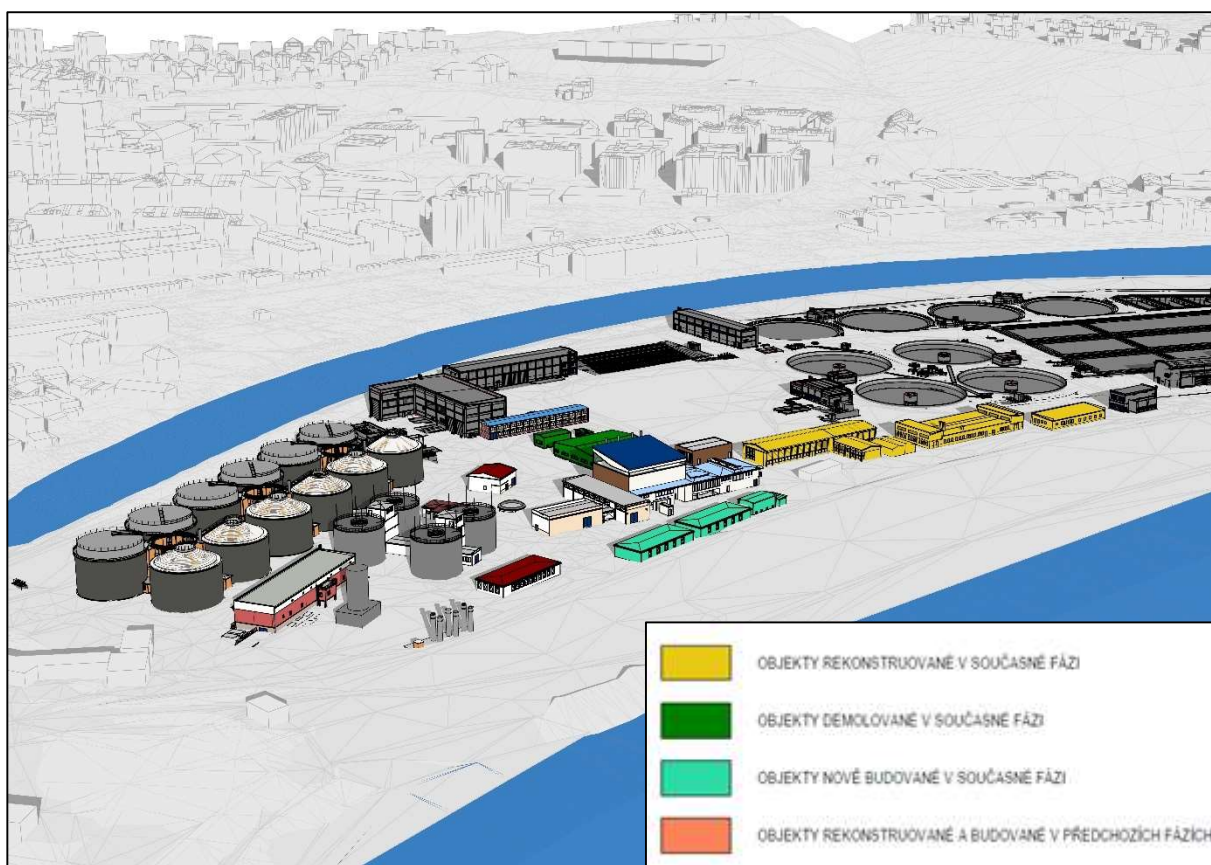 OBJEKTY REKONSTRUOVANÉ V SOUČASNÉ FÁZI
OBJEKTY DEMOLOVANÉ V SOUČASNÉ FÁZI
OBJEKTY NOVĚ BUDOVANÉ V SOUČASNÉ FÁZI
OBJEKTY REKONSTRUOVANÉ A BUDOVANÉ V PŘEDCHOZÍCH FÁZÍCH